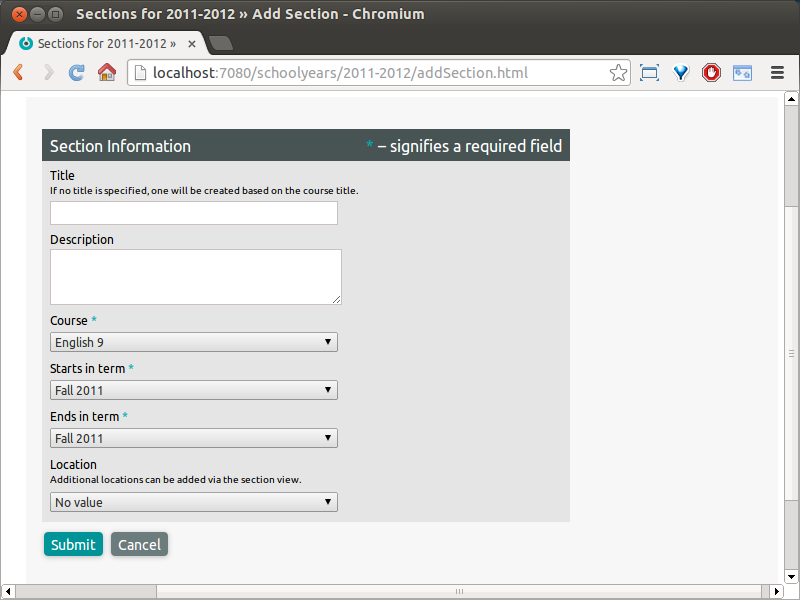 Sections for 2011-2012 » Add Section - Chromium
Sections for 2011-2012 »
localhost:7080/schoolyears/2011-2012/addSection.html
Section Information * – signifies a required field
Title
If no title is specified, one will be created based on the course title.
Description
Course *
English 9
Starts in term *
Fall 2011
Ends in term *
Fall 2011
Location
Additional locations can be added via the section view.
No value
Submit Cancel